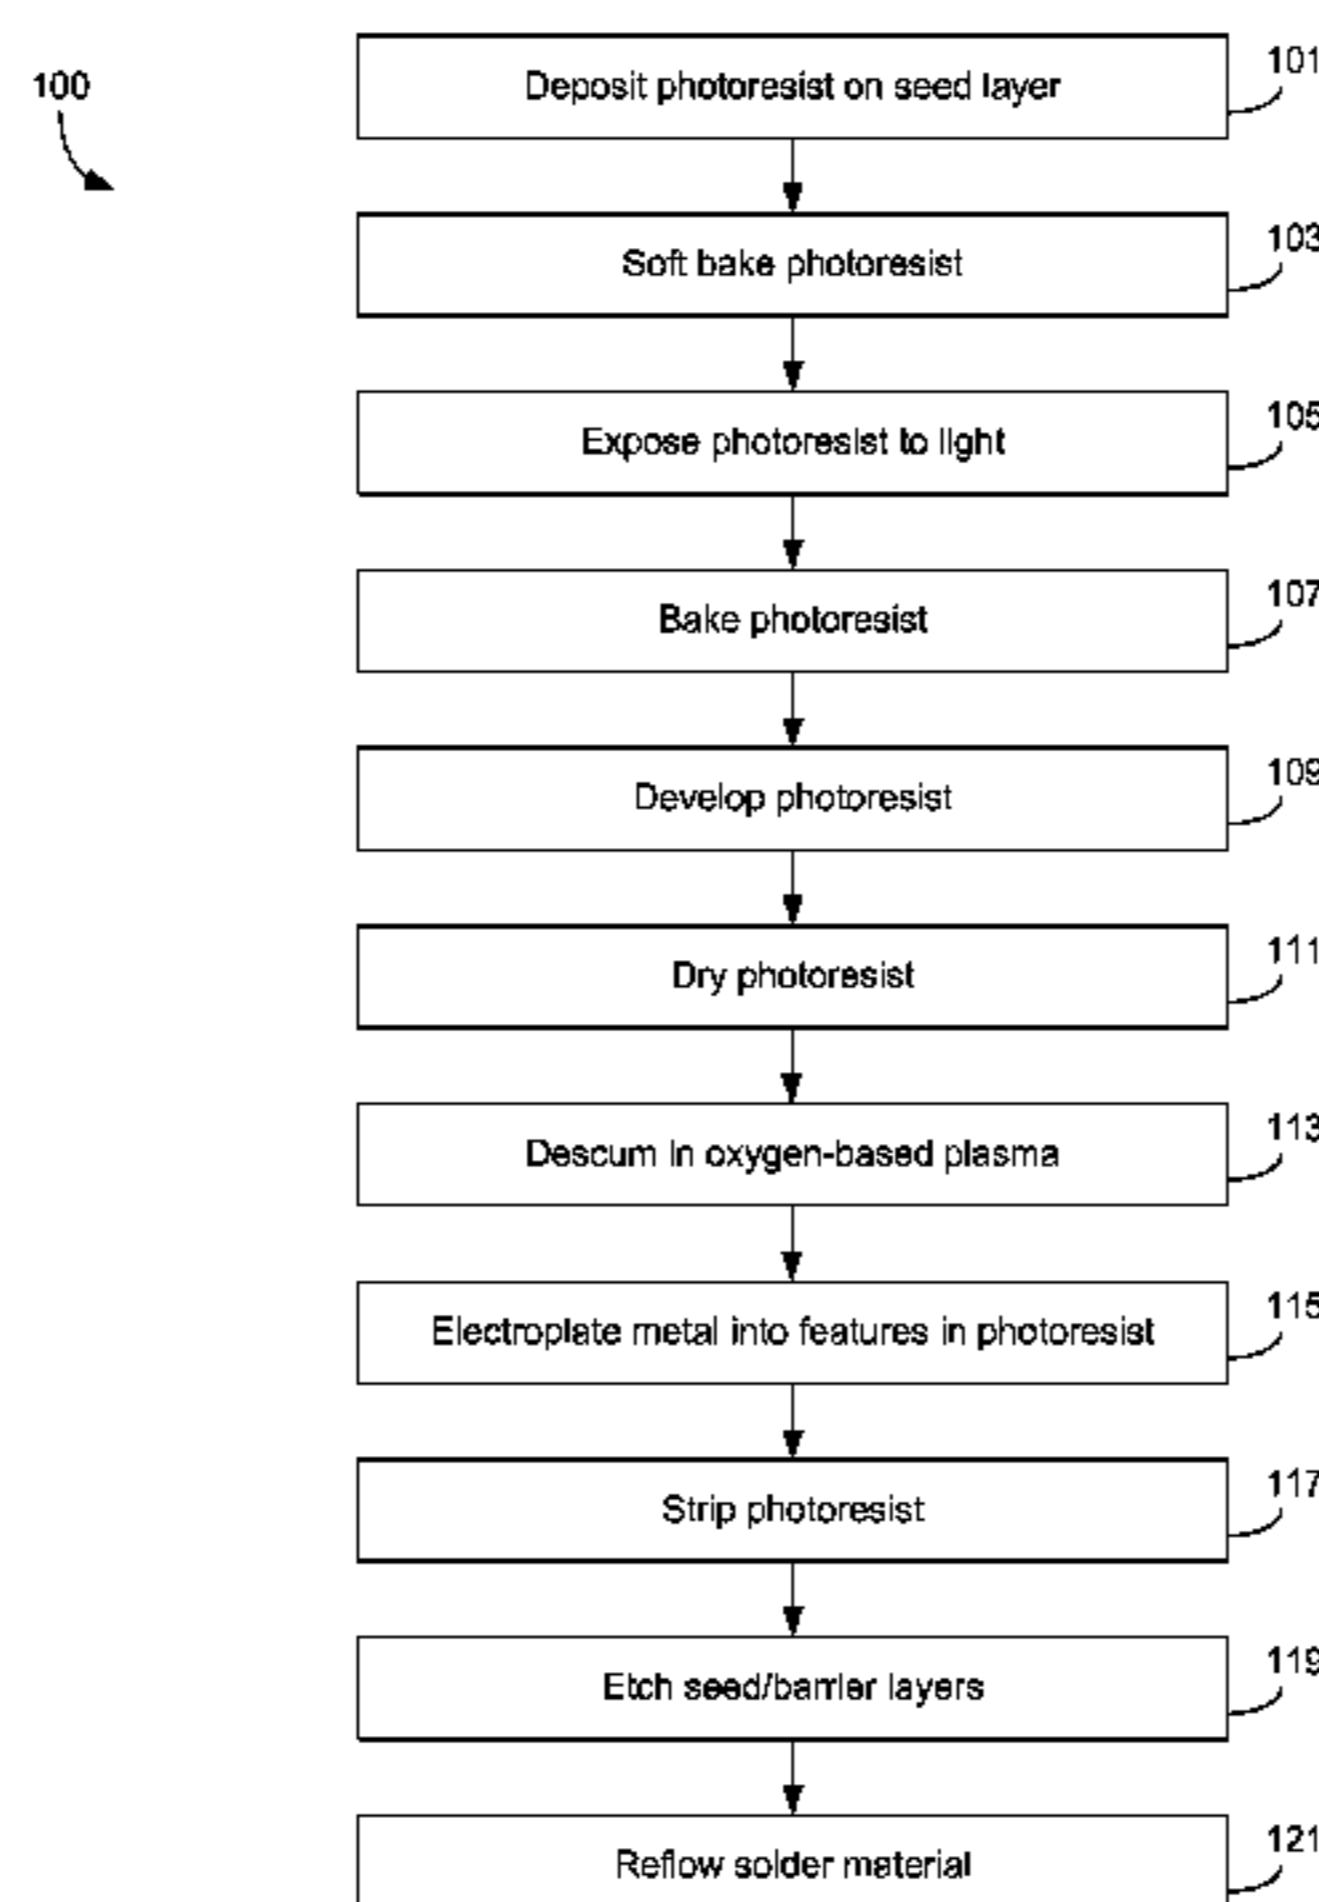 100
Deposit photoresist on seed layer
101
Soft bake photoresist
103
Expose photoresist to light
105
Bake photoresist
107
Develop photoresist
109
Dry photoresist
111
Descum in oxygen-based plasma
113
Electroplate metal into features in photoresist
115
Strip photoresist
117
Etch seed/barrier layers
119
Reflow solder material
121